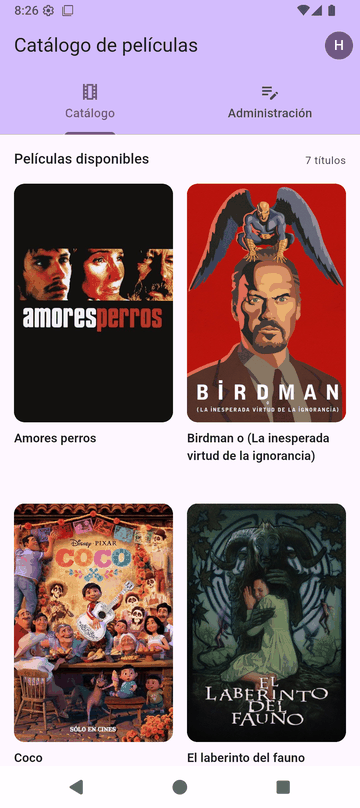 8:26
Catálogo de películas
H
Catálogo
Administración
Películas disponibles
7 títulos
amoresperros
BiRDMAN
(LA INESPERADA VIRTUD DE LA IGNORANCIA)
Amores perros
Birdman o (La inesperada
virtud de la ignorancia)
Disney • PIXAR
COCO
SÓLO EN CINES
EL
LABERINTO
DEL
FAUNO
Coco
El laberinto del fauno